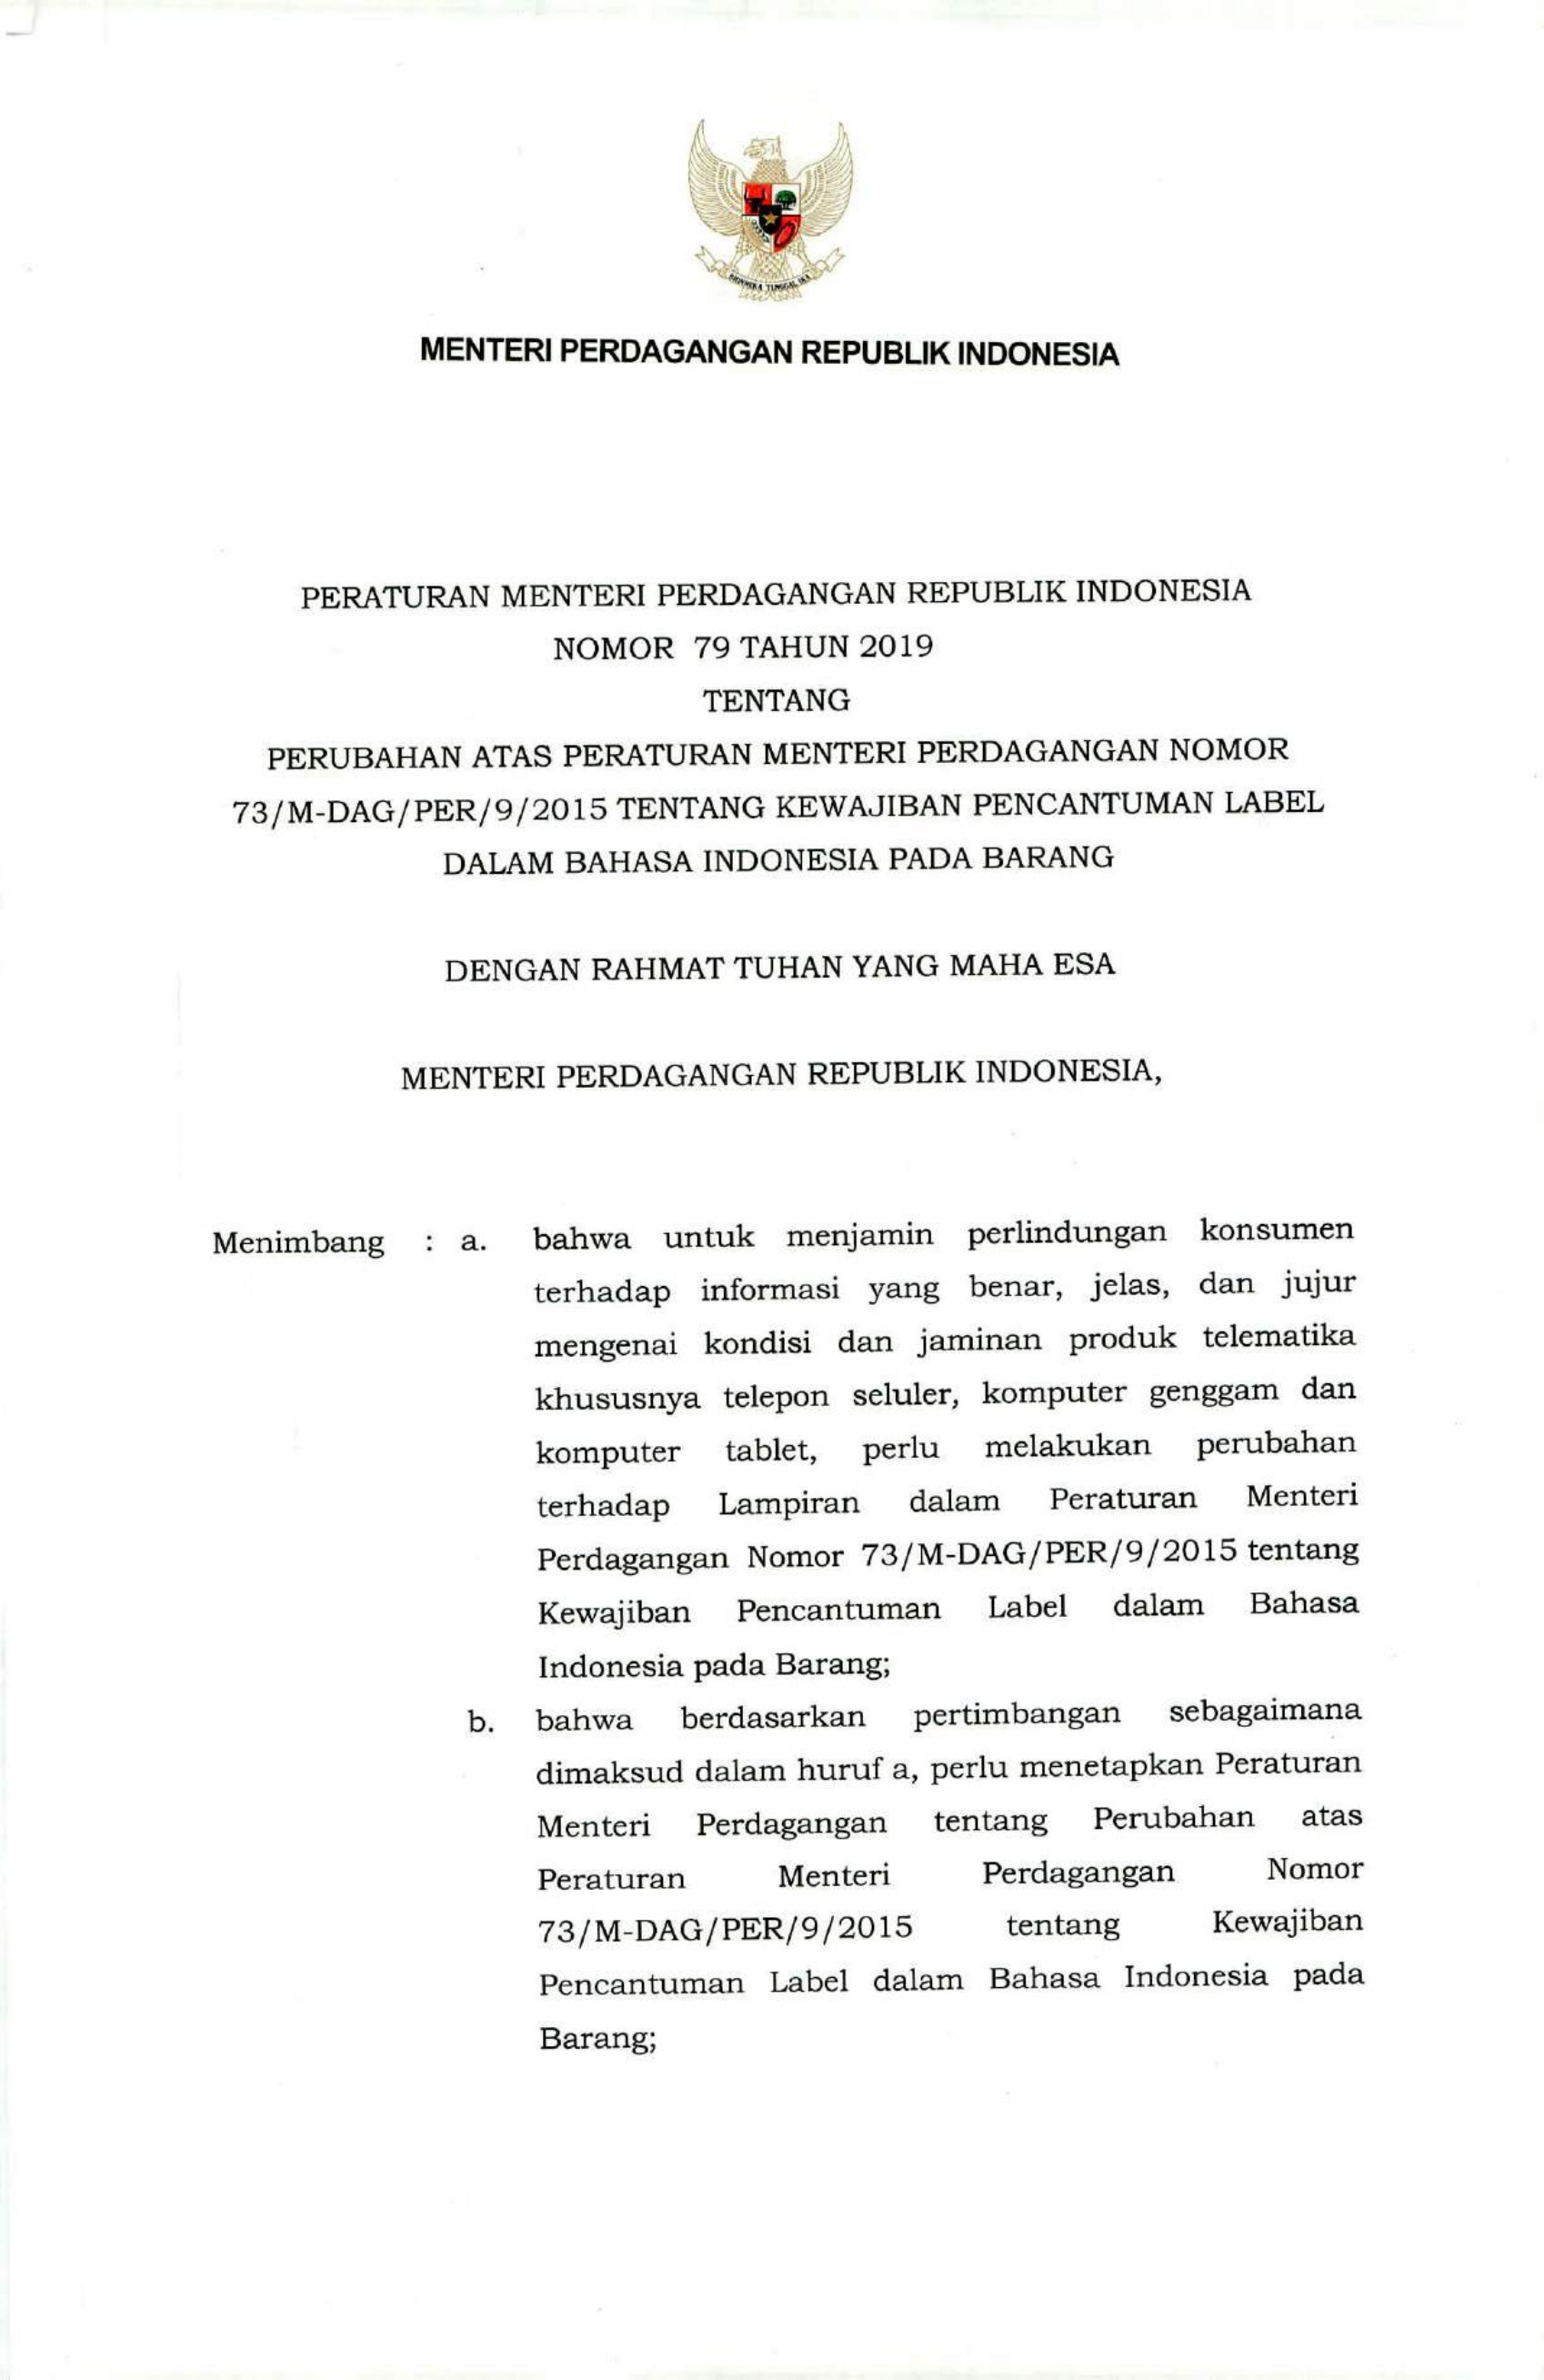 BHINNEKA TUNGGAL IKA
MENTERI PERDAGANGAN REPUBLIK INDONESIA
PERATURAN MENTERI PERDAGANGAN REPUBLIK INDONESIA
NOMOR 79 TAHUN 2019
TENTANG
PERUBAHAN ATAS PERATURAN MENTERI PERDAGANGAN NOMOR
73/M-DAG/PER/9/2015 TENTANG KEWAJIBAN PENCANTUMAN LABEL
DALAM BAHASA INDONESIA PADA BARANG
DENGAN RAHMAT TUHAN YANG MAHA ESA
MENTERI PERDAGANGAN REPUBLIK INDONESIA,
Menimbang : a. bahwa untuk menjamin perlindungan konsumen
terhadap informasi yang benar, jelas, dan jujur
mengenai kondisi dan jaminan produk telematika
khususnya telepon seluler, komputer genggam dan
komputer tablet, perlu melakukan perubahan
terhadap Lampiran dalam Peraturan Menteri
Perdagangan Nomor 73/M-DAG/PER/9/2015 tentang
Kewajiban Pencantuman Label dalam Bahasa
Indonesia pada Barang;
b. bahwa berdasarkan pertimbangan sebagaimana
dimaksud dalam huruf a, perlu menetapkan Peraturan
Menteri Perdagangan tentang Perubahan atas
Peraturan Menteri Perdagangan Nomor
73/M-DAG/PER/9/2015 tentang Kewajiban
Pencantuman Label dalam Bahasa Indonesia pada
Barang;